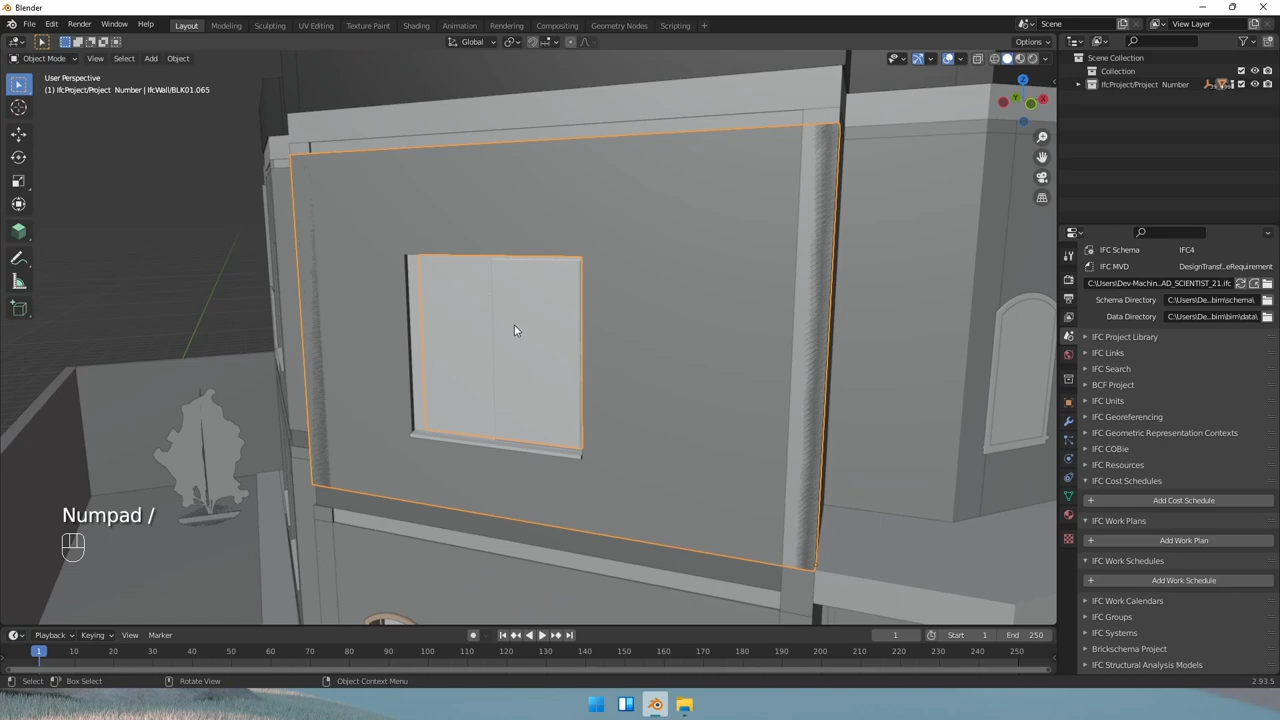 Blender
File
Edit
Render
Window
Help
Layout
Modeling
Sculpting
UV Editing
Texture Paint
Shading
Animation
Rendering
Compositing
Geometry Nodes
Scripting
+
Scene
View Layer
Global
Options
Object Mode
View
Select
Add
Object
User Perspective
(1) IfcProject/Project Number | IfcWall/BLK01.065
Z
X
Y
Numpad /
Scene Collection
Collection
IfcProject/Project Number
IFC Schema
IFC4
IFC MVD
DesignTransf...eRequirement
C:\Users\Dev-Machin...AD_SCIENTIST_21.ifc
Schema Directory
C:\Users\De...bim\schema\
Data Directory
C:\Users\De...bim\data\
IFC Project Library
IFC Links
IFC Search
BCF Project
IFC Units
IFC Georeferencing
IFC Geometric Representation Contexts
IFC COBie
IFC Resources
IFC Cost Schedules
Add Cost Schedule
IFC Work Plans
Add Work Plan
IFC Work Schedules
Add Work Schedule
IFC Work Calendars
IFC Groups
IFC Systems
Brickschema Project
IFC Structural Analysis Models
Playback
Keying
View
Marker
1
Start 1
End 250
1 10 20 30 40 50 60 70 80 90 100 110 120 130 140 150 160 170 180 190 200 210 220 230 240 250
Select
Box Select
Rotate View
Object Context Menu
2.93.5